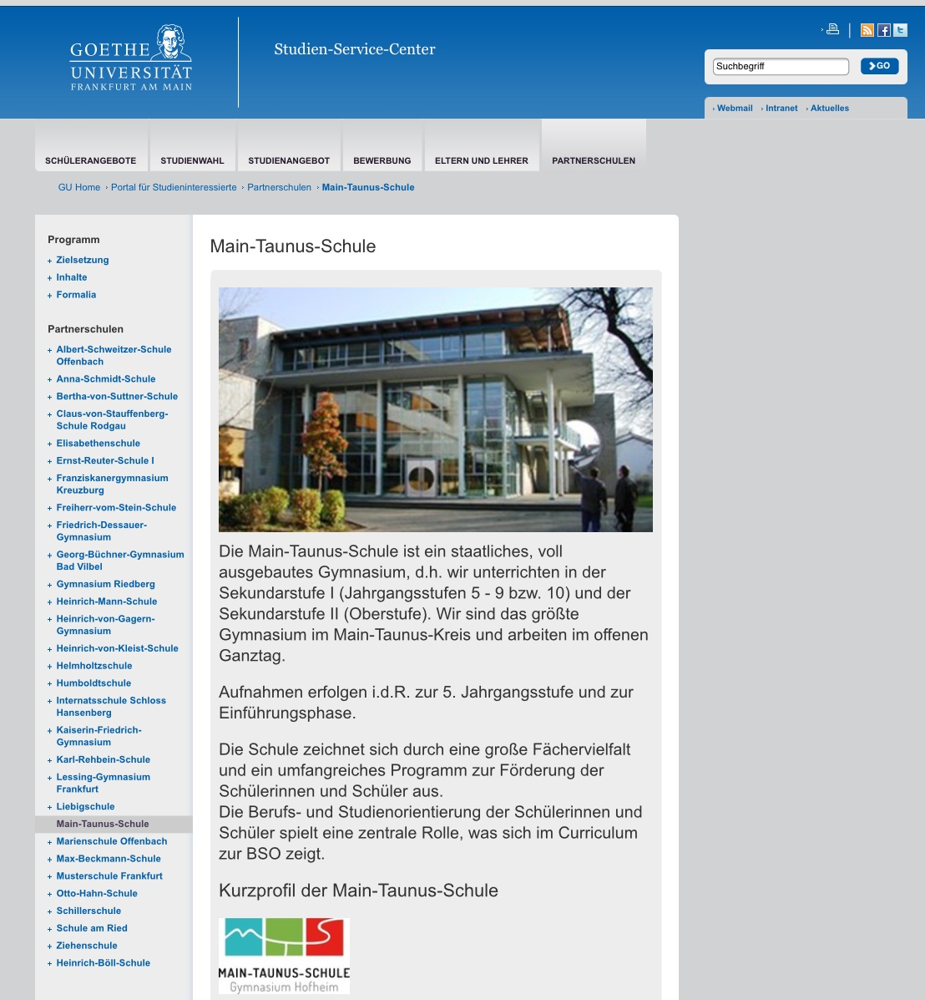 GOETHE
UNIVERSITÄT
FRANKFURT AM MAIN
Studien-Service-Center
Suchbegriff
GO
Webmail
Intranet
Aktuelles
SCHÜLERANGEBOTE
STUDIENWAHL
STUDIENANGEBOT
BEWERBUNG
ELTERN UND LEHRER
PARTNERSCHULEN
GU Home › Portal für Studieninteressierte › Partnerschulen › Main-Taunus-Schule
Programm
Zielsetzung
Inhalte
Formalia
Partnerschulen
Albert-Schweitzer-Schule
Offenbach
Anna-Schmidt-Schule
Bertha-von-Suttner-Schule
Claus-von-Stauffenberg-
Schule Rodgau
Elisabethenschule
Ernst-Reuter-Schule I
Franziskanergymnasium
Kreuzburg
Freiherr-vom-Stein-Schule
Friedrich-Dessauer-
Gymnasium
Georg-Büchner-Gymnasium
Bad Vilbel
Gymnasium Riedberg
Heinrich-Mann-Schule
Heinrich-von-Gagern-
Gymnasium
Heinrich-von-Kleist-Schule
Helmholtzschule
Humboldtschule
Internatsschule Schloss
Hansenberg
Kaiserin-Friedrich-
Gymnasium
Karl-Rehbein-Schule
Lessing-Gymnasium
Frankfurt
Liebigschule
Main-Taunus-Schule
Marienschule Offenbach
Max-Beckmann-Schule
Musterschule Frankfurt
Otto-Hahn-Schule
Schillerschule
Schule am Ried
Ziehenschule
Heinrich-Böll-Schule
Main-Taunus-Schule
Die Main-Taunus-Schule ist ein staatliches, voll
ausgebautes Gymnasium, d.h. wir unterrichten in der
Sekundarstufe I (Jahrgangsstufen 5 - 9 bzw. 10) und der
Sekundarstufe II (Oberstufe). Wir sind das größte
Gymnasium im Main-Taunus-Kreis und arbeiten im offenen
Ganztag.
Aufnahmen erfolgen i.d.R. zur 5. Jahrgangsstufe und zur
Einführungsphase.
Die Schule zeichnet sich durch eine große Fächervielfalt
und ein umfangreiches Programm zur Förderung der
Schülerinnen und Schüler aus.
Die Berufs- und Studienorientierung der Schülerinnen und
Schüler spielt eine zentrale Rolle, was sich im Curriculum
zur BSO zeigt.
Kurzprofil der Main-Taunus-Schule
MAIN-TAUNUS-SCHULE
Gymnasium Hofheim